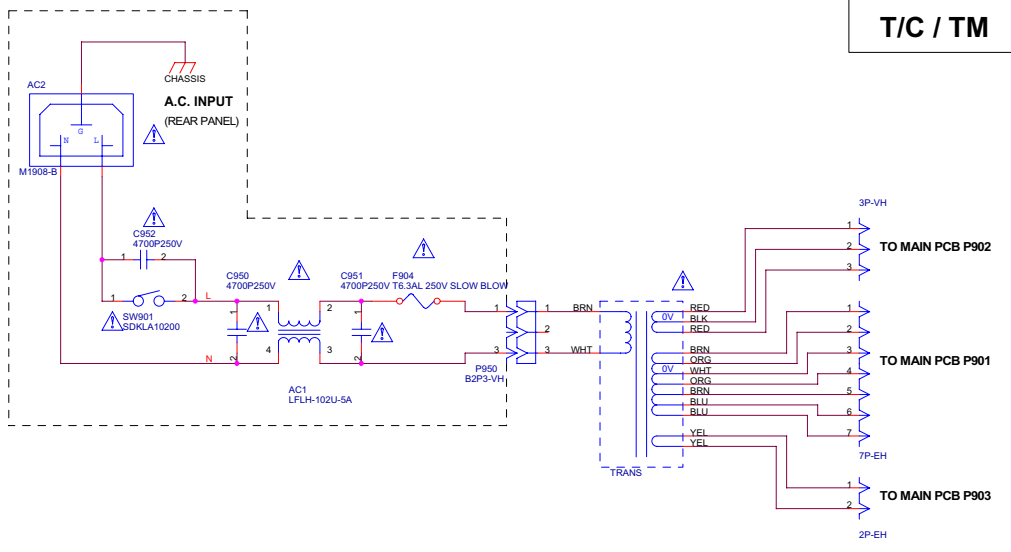 T/C / TM
CHASSIS
AC2
A.C. INPUT
(REAR PANEL)
G
N L
M1908-B
3P-VH
C952
4700P250V
1 2
1 2
SW901
SDKLA10200
L
N
C950
4700P250V
1
2
1 2
4 3
AC1
LFLH-102U-5A
C951
4700P250V
1
2
F904
T6.3AL 250V SLOW BLOW
1 1
2
3 3
P950
B2P3-VH
BRN
WHT
TRANS
RED
0V BLK
RED
BRN
ORG
0V WHT
ORG
BRN
BLU
BLU
YEL
YEL
1
2
3
TO MAIN PCB P902
1
2
3
4
5
6
7
TO MAIN PCB P901
7P-EH
1
2
TO MAIN PCB P903
2P-EH